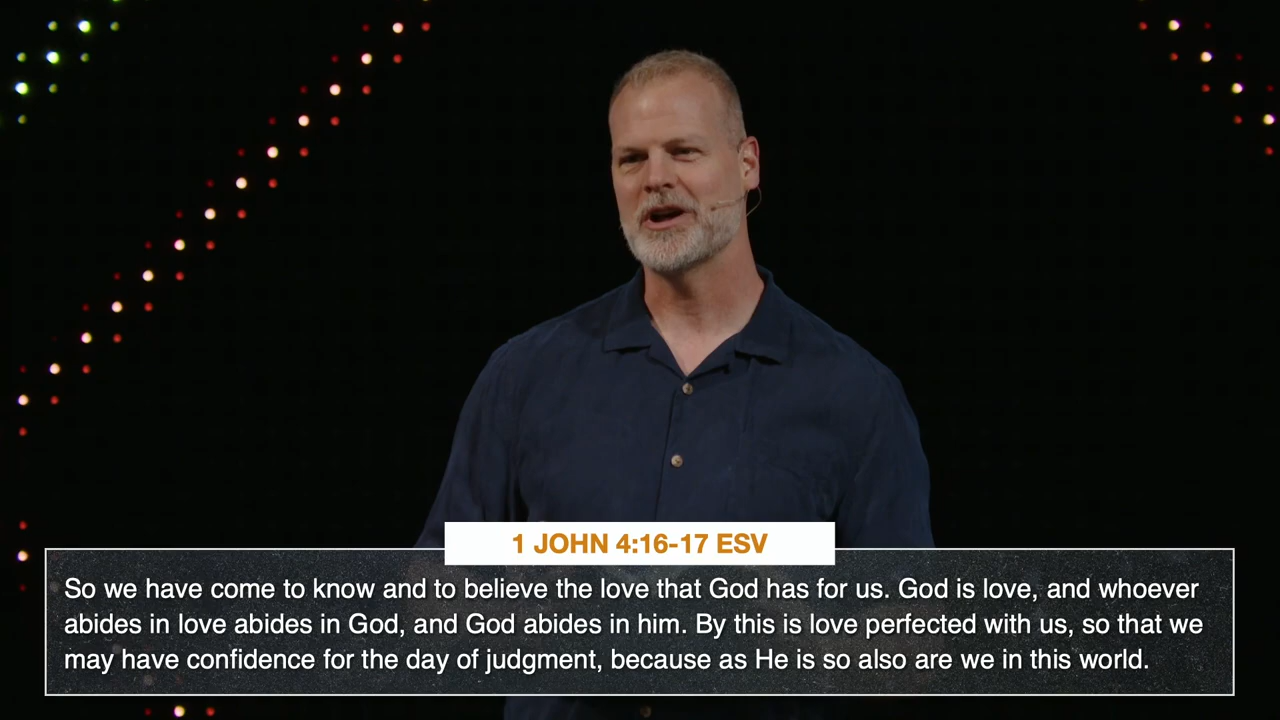 1 JOHN 4:16-17 ESV
So we have come to know and to believe the love that God has for us. God is love, and whoever
abides in love abides in God, and God abides in him. By this is love perfected with us, so that we
may have confidence for the day of judgment, because as He is so also are we in this world.